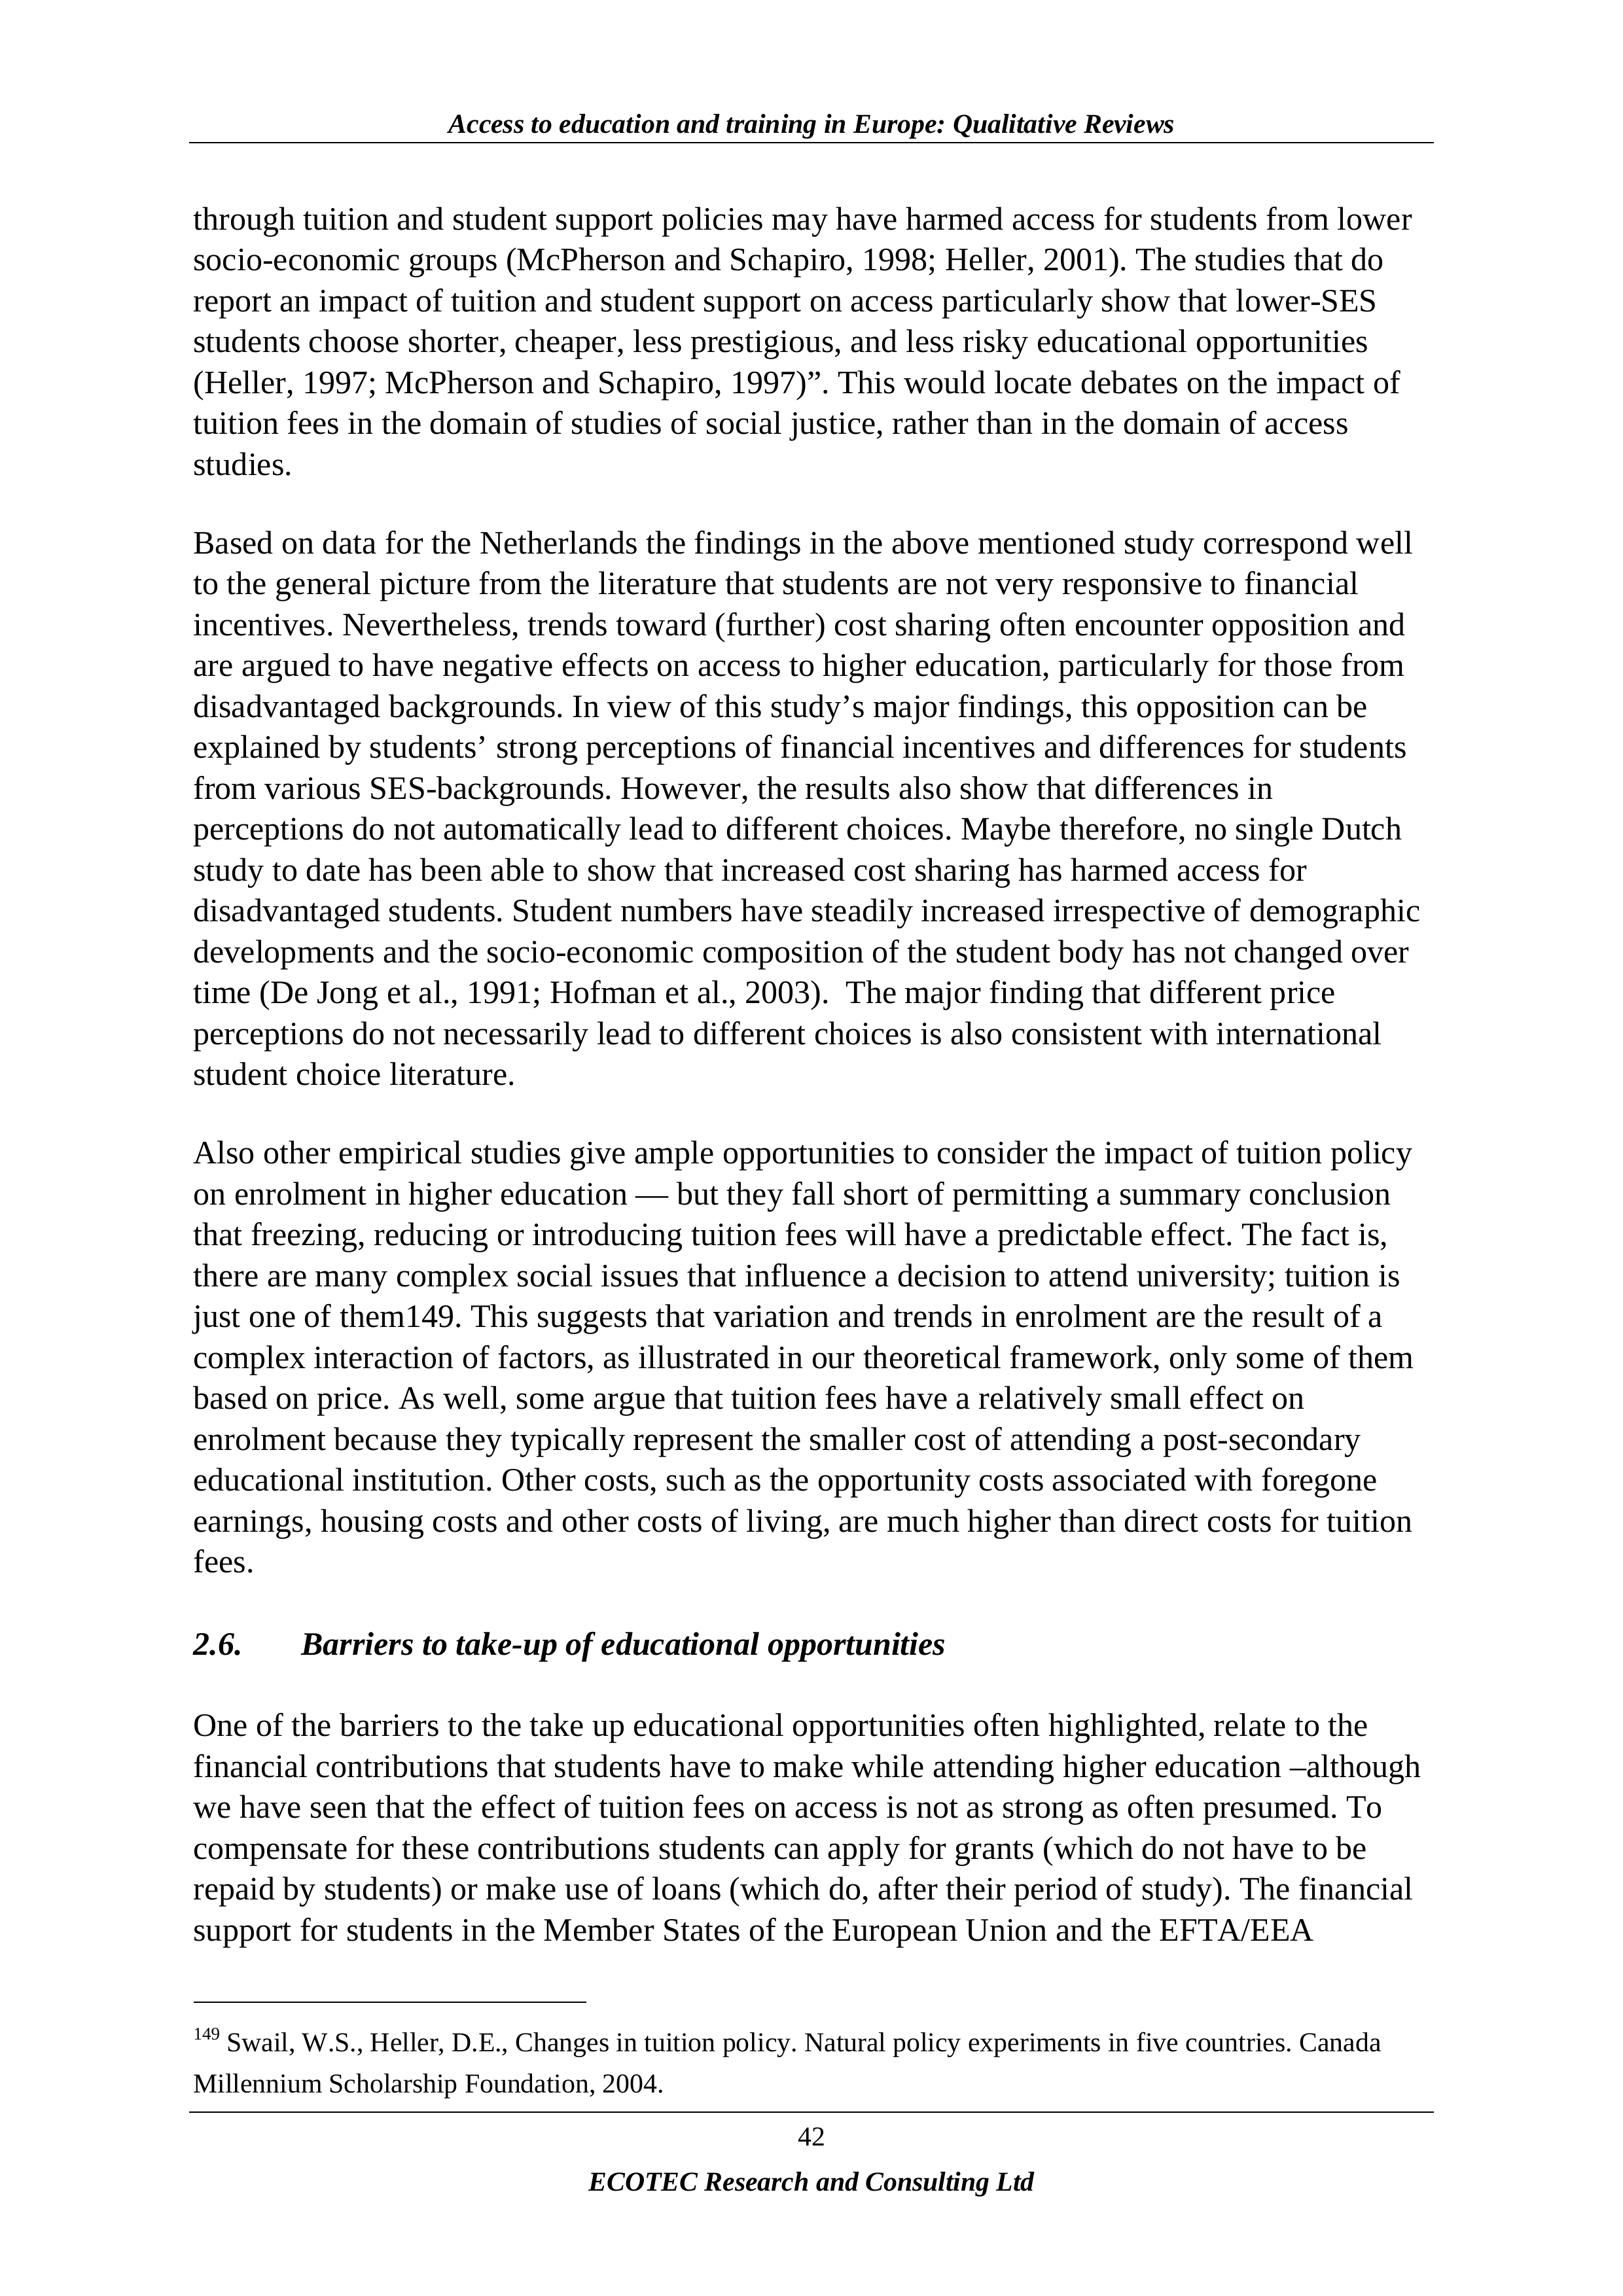 Access to education and training in Europe: Qualitative Reviews
through tuition and student support policies may have harmed access for students from lower
socio-economic groups (McPherson and Schapiro, 1998; Heller, 2001). The studies that do
report an impact of tuition and student support on access particularly show that lower-SES
students choose shorter, cheaper, less prestigious, and less risky educational opportunities
(Heller, 1997; McPherson and Schapiro, 1997)”. This would locate debates on the impact of
tuition fees in the domain of studies of social justice, rather than in the domain of access
studies.
Based on data for the Netherlands the findings in the above mentioned study correspond well
to the general picture from the literature that students are not very responsive to financial
incentives. Nevertheless, trends toward (further) cost sharing often encounter opposition and
are argued to have negative effects on access to higher education, particularly for those from
disadvantaged backgrounds. In view of this study’s major findings, this opposition can be
explained by students’ strong perceptions of financial incentives and differences for students
from various SES-backgrounds. However, the results also show that differences in
perceptions do not automatically lead to different choices. Maybe therefore, no single Dutch
study to date has been able to show that increased cost sharing has harmed access for
disadvantaged students. Student numbers have steadily increased irrespective of demographic
developments and the socio-economic composition of the student body has not changed over
time (De Jong et al., 1991; Hofman et al., 2003).  The major finding that different price
perceptions do not necessarily lead to different choices is also consistent with international
student choice literature.
Also other empirical studies give ample opportunities to consider the impact of tuition policy
on enrolment in higher education — but they fall short of permitting a summary conclusion
that freezing, reducing or introducing tuition fees will have a predictable effect. The fact is,
there are many complex social issues that influence a decision to attend university; tuition is
just one of them149. This suggests that variation and trends in enrolment are the result of a
complex interaction of factors, as illustrated in our theoretical framework, only some of them
based on price. As well, some argue that tuition fees have a relatively small effect on
enrolment because they typically represent the smaller cost of attending a post-secondary
educational institution. Other costs, such as the opportunity costs associated with foregone
earnings, housing costs and other costs of living, are much higher than direct costs for tuition
fees.
2.6. Barriers to take-up of educational opportunities
One of the barriers to the take up educational opportunities often highlighted, relate to the
financial contributions that students have to make while attending higher education –although
we have seen that the effect of tuition fees on access is not as strong as often presumed. To
compensate for these contributions students can apply for grants (which do not have to be
repaid by students) or make use of loans (which do, after their period of study). The financial
support for students in the Member States of the European Union and the EFTA/EEA
149 Swail, W.S., Heller, D.E., Changes in tuition policy. Natural policy experiments in five countries. Canada
Millennium Scholarship Foundation, 2004.
42
ECOTEC Research and Consulting Ltd